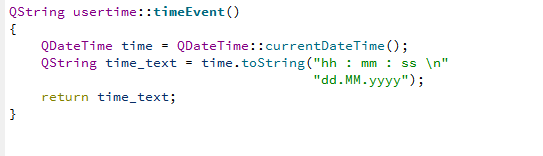 QString usertime::timeEvent()
{
    QDateTime time = QDateTime::currentDateTime();
    QString time_text = time.toString("hh : mm : ss \n"
                                      "dd.MM.yyyy");
    return time_text;
}